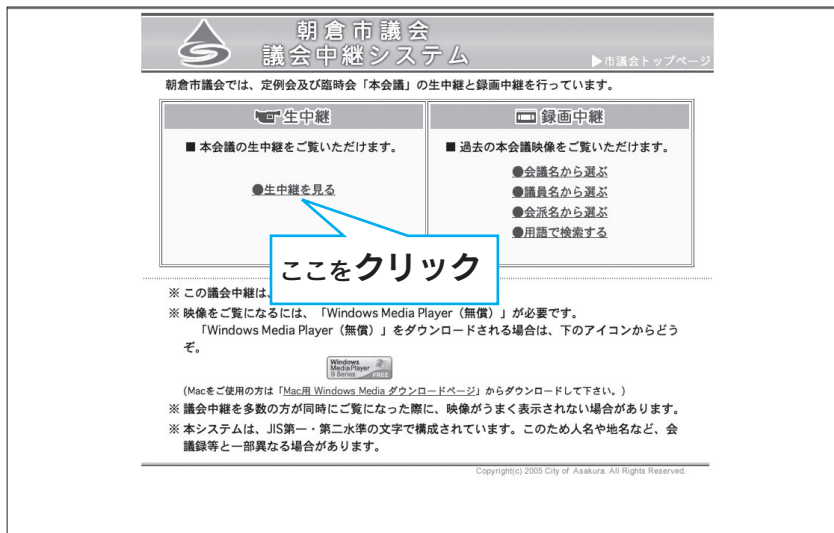 朝倉市議会
議会中継システム
▶市議会トップページ
朝倉市議会では、定例会及び臨時会「本会議」の生中継と録画中継を行っています。
生中継
■ 本会議の生中継をご覧いただけます。
●生中継を見る
録画中継
■ 過去の本会議映像をご覧いただけます。
●会議名から選ぶ
●議員名から選ぶ
●会派名から選ぶ
●用語で検索する
ここをクリック
※ この議会中継は、
※ 映像をご覧になるには、「Windows Media Player（無償）」が必要です。
「Windows Media Player（無償）」をダウンロードされる場合は、下のアイコンからどう
ぞ。
Windows
MediaPlayer
9 Series FREE
(Macをご使用の方は「Mac用 Windows Media ダウンロードページ」からダウンロードして下さい。)
※ 議会中継を多数の方が同時にご覧になった際に、映像がうまく表示されない場合があります。
※ 本システムは、JIS第一・第二水準の文字で構成されています。このため人名や地名など、会
議録等と一部異なる場合があります。
Copyright(c) 2005 City of Asakura. All Rights Reserved.